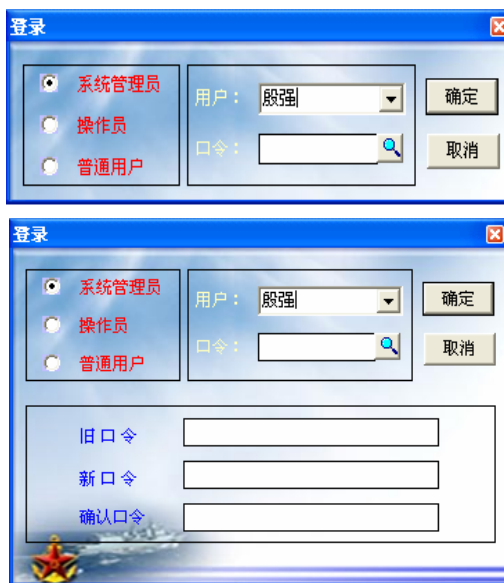 登录
系统管理员
操作员
普通用户
用户：
殷强
口令：
确定
取消
登录
系统管理员
操作员
普通用户
用户：
殷强
口令：
确定
取消
旧口令
新口令
确认口令